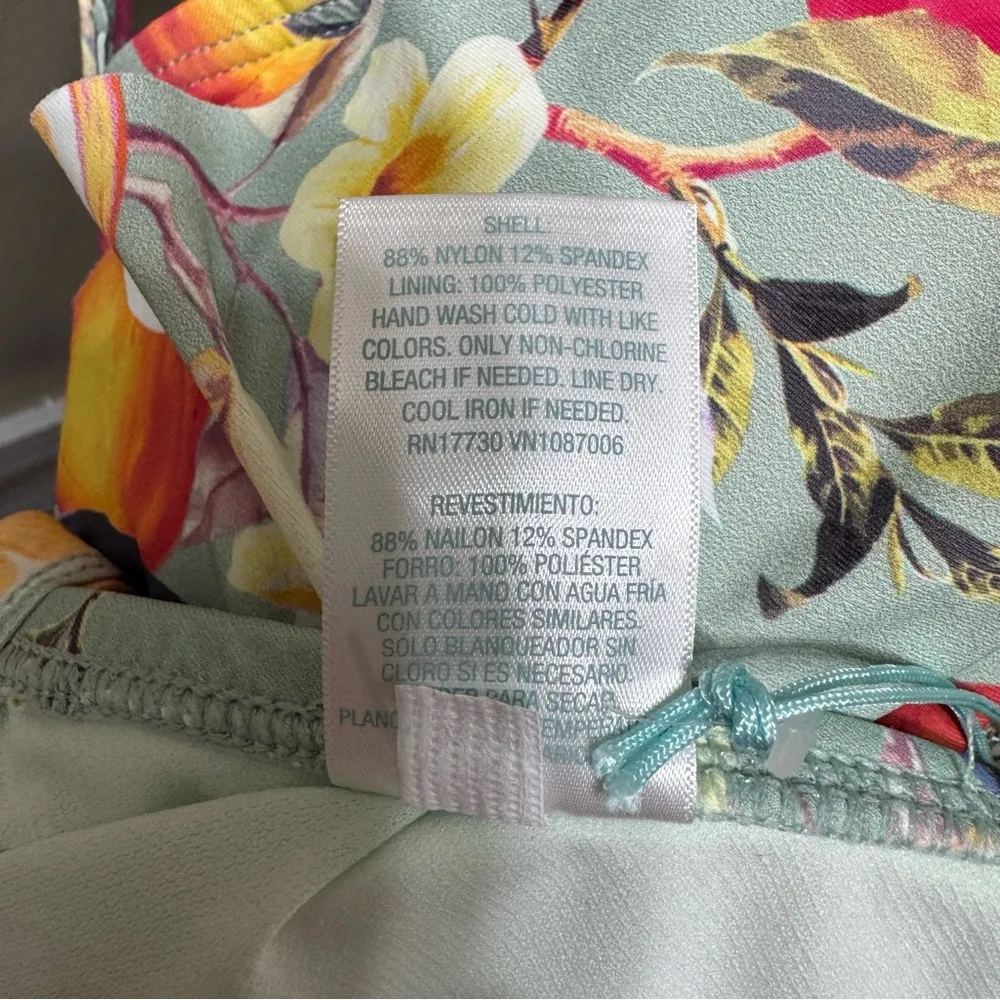 SHELL:
88% NYLON 12% SPANDEX
LINING: 100% POLYESTER
HAND WASH COLD WITH LIKE
COLORS. ONLY NON-CHLORINE
BLEACH IF NEEDED. LINE DRY.
COOL IRON IF NEEDED.
RN17730 VN1087006
REVESTIMIENTO:
88% NAILON 12% SPANDEX
FORRO: 100% POLIÉSTER
LAVAR A MANO CON AGUA FRÍA
CON COLORES SIMILARES.
SÓLO BLANQUEADOR SIN
CLORO SI ES NECESARIO.
PARA SECAR.